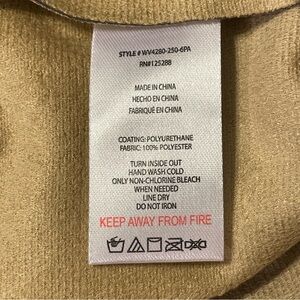 STYLE # WV4280-250-6PA
RN#125288
MADE IN CHINA
HECHO EN CHINA
FABRIQUÉ EN CHINA
COATING: POLYURETHANE
FABRIC: 100% POLYESTER
TURN INSIDE OUT
HAND WASH COLD
ONLY NON-CHLORINE BLEACH
WHEN NEEDED
LINE DRY
DO NOT IRON
KEEP AWAY FROM FIRE